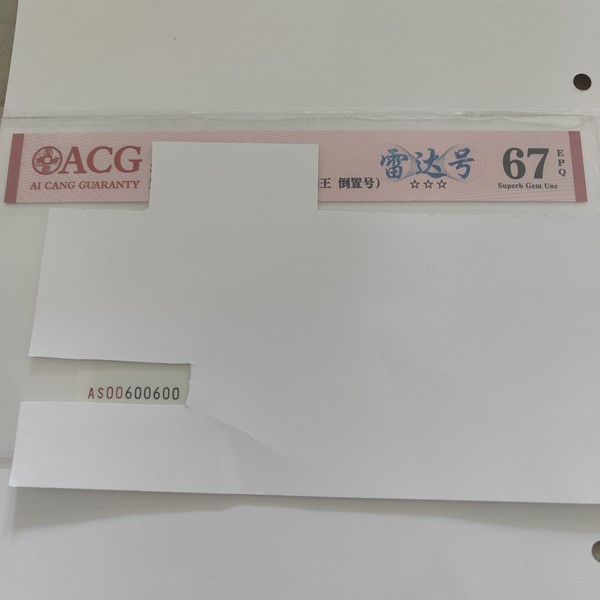 ACG
AI CANG GUARANTY
王 倒置号)
雷达号
☆☆☆
67
EPQ
Superb Gem Unc
AS00600600